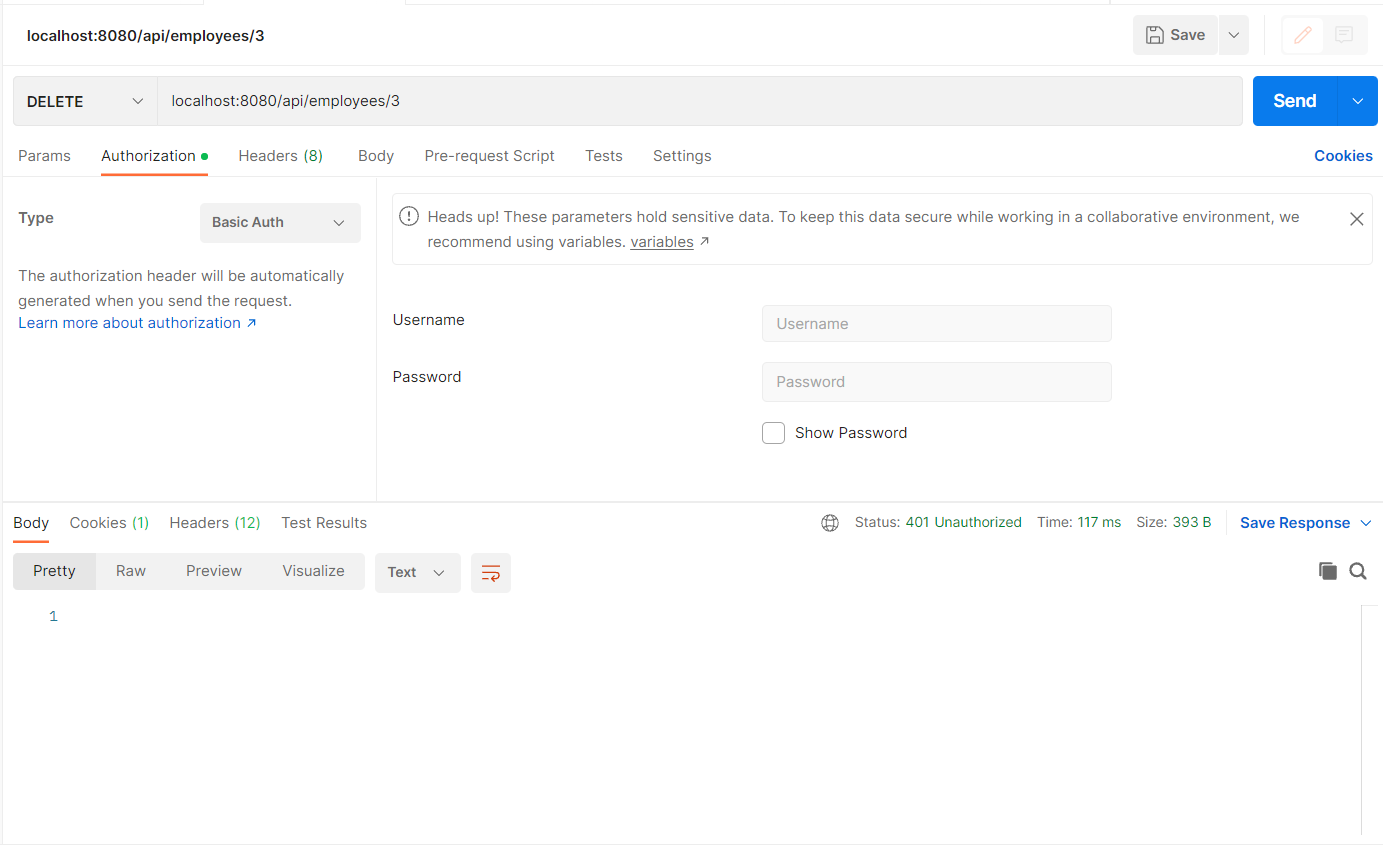 localhost:8080/api/employees/3
Save
DELETE
localhost:8080/api/employees/3
Send
Params
Authorization
Headers (8)
Body
Pre-request Script
Tests
Settings
Cookies
Type
Basic Auth
The authorization header will be automatically
generated when you send the request.
Learn more about authorization ↗
Heads up! These parameters hold sensitive data. To keep this data secure while working in a collaborative environment, we
recommend using variables. variables ↗
Username
Username
Password
Password
Show Password
Body
Cookies (1)
Headers (12)
Test Results
Status: 401 Unauthorized
Time: 117 ms
Size: 393 B
Save Response
Pretty
Raw
Preview
Visualize
Text
1